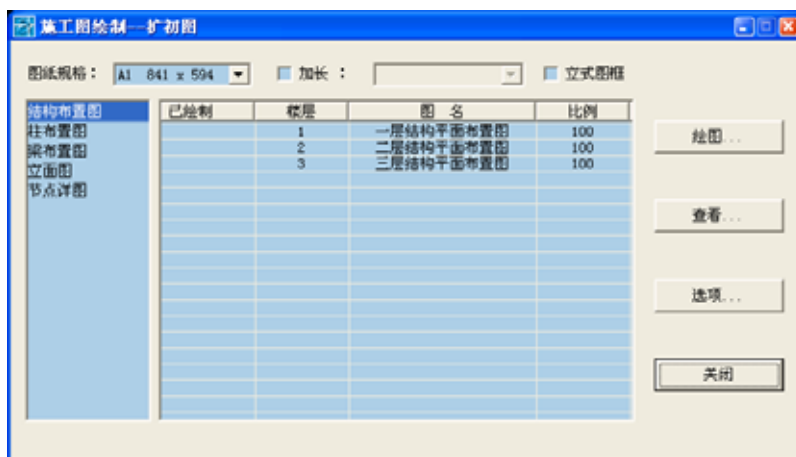 施工图绘制--扩初图
图纸规格： A1 841 x 594 加长 ： 立式图框
结构布置图
柱布置图
梁布置图
立面图
节点详图
已绘制 楼层 图 名 比例
1 一层结构平面布置图 100
2 二层结构平面布置图 100
3 三层结构平面布置图 100
绘图...
查看...
选项...
关闭